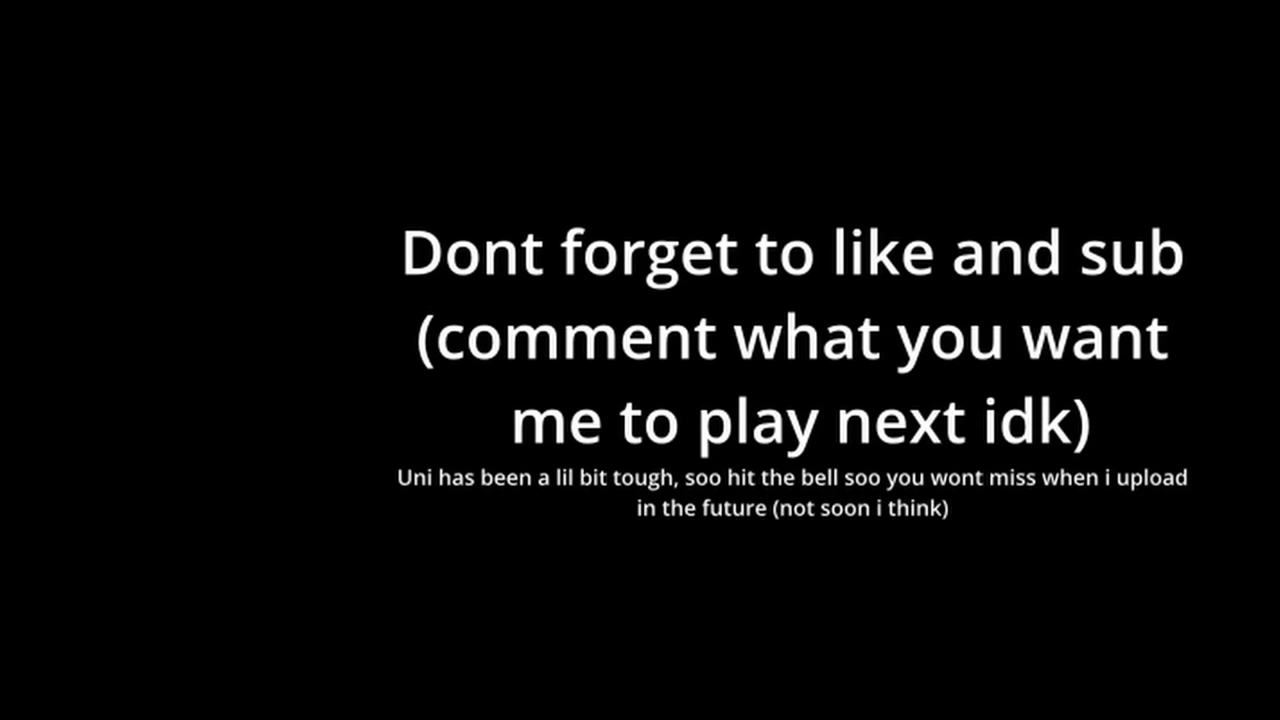 Dont forget to like and sub
(comment what you want
me to play next idk)
Uni has been a lil bit tough, soo hit the bell soo you wont miss when i upload
in the future (not soon i think)